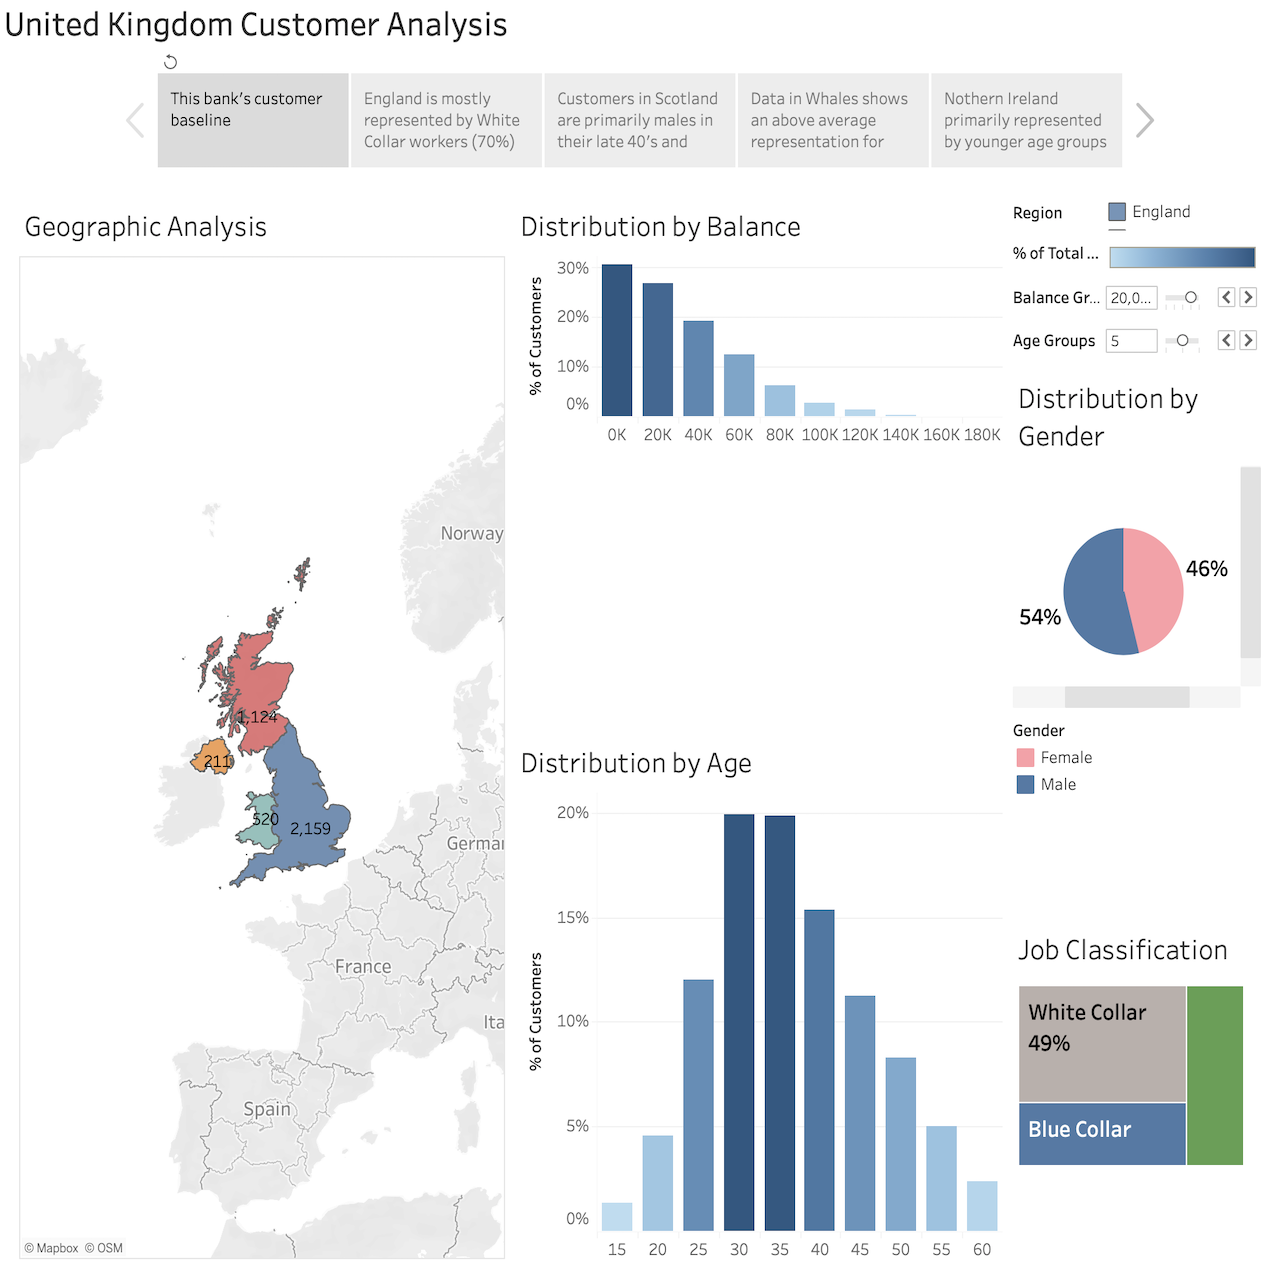 United Kingdom Customer Analysis
This bank's customer
baseline
England is mostly
represented by White
Collar workers (70%)
Customers in Scotland
are primarily males in
their late 40's and
Data in Whales shows
an above average
representation for
Nothern Ireland
primarily represented
by younger age groups
Geographic Analysis
Norway
1,124
211
520
2,159
Germa
France
Ita
Spain
© Mapbox © OSM
Distribution by Balance
% of Customers
30%
20%
10%
0%
0K 20K 40K 60K 80K 100K 120K 140K 160K 180K
Distribution by Age
% of Customers
20%
15%
10%
5%
0%
15 20 25 30 35 40 45 50 55 60
Region England
% of Total ...
Balance Gr... 20,0...
Age Groups 5
Distribution by
Gender
46%
54%
Gender
Female
Male
Job Classification
White Collar
49%
Blue Collar